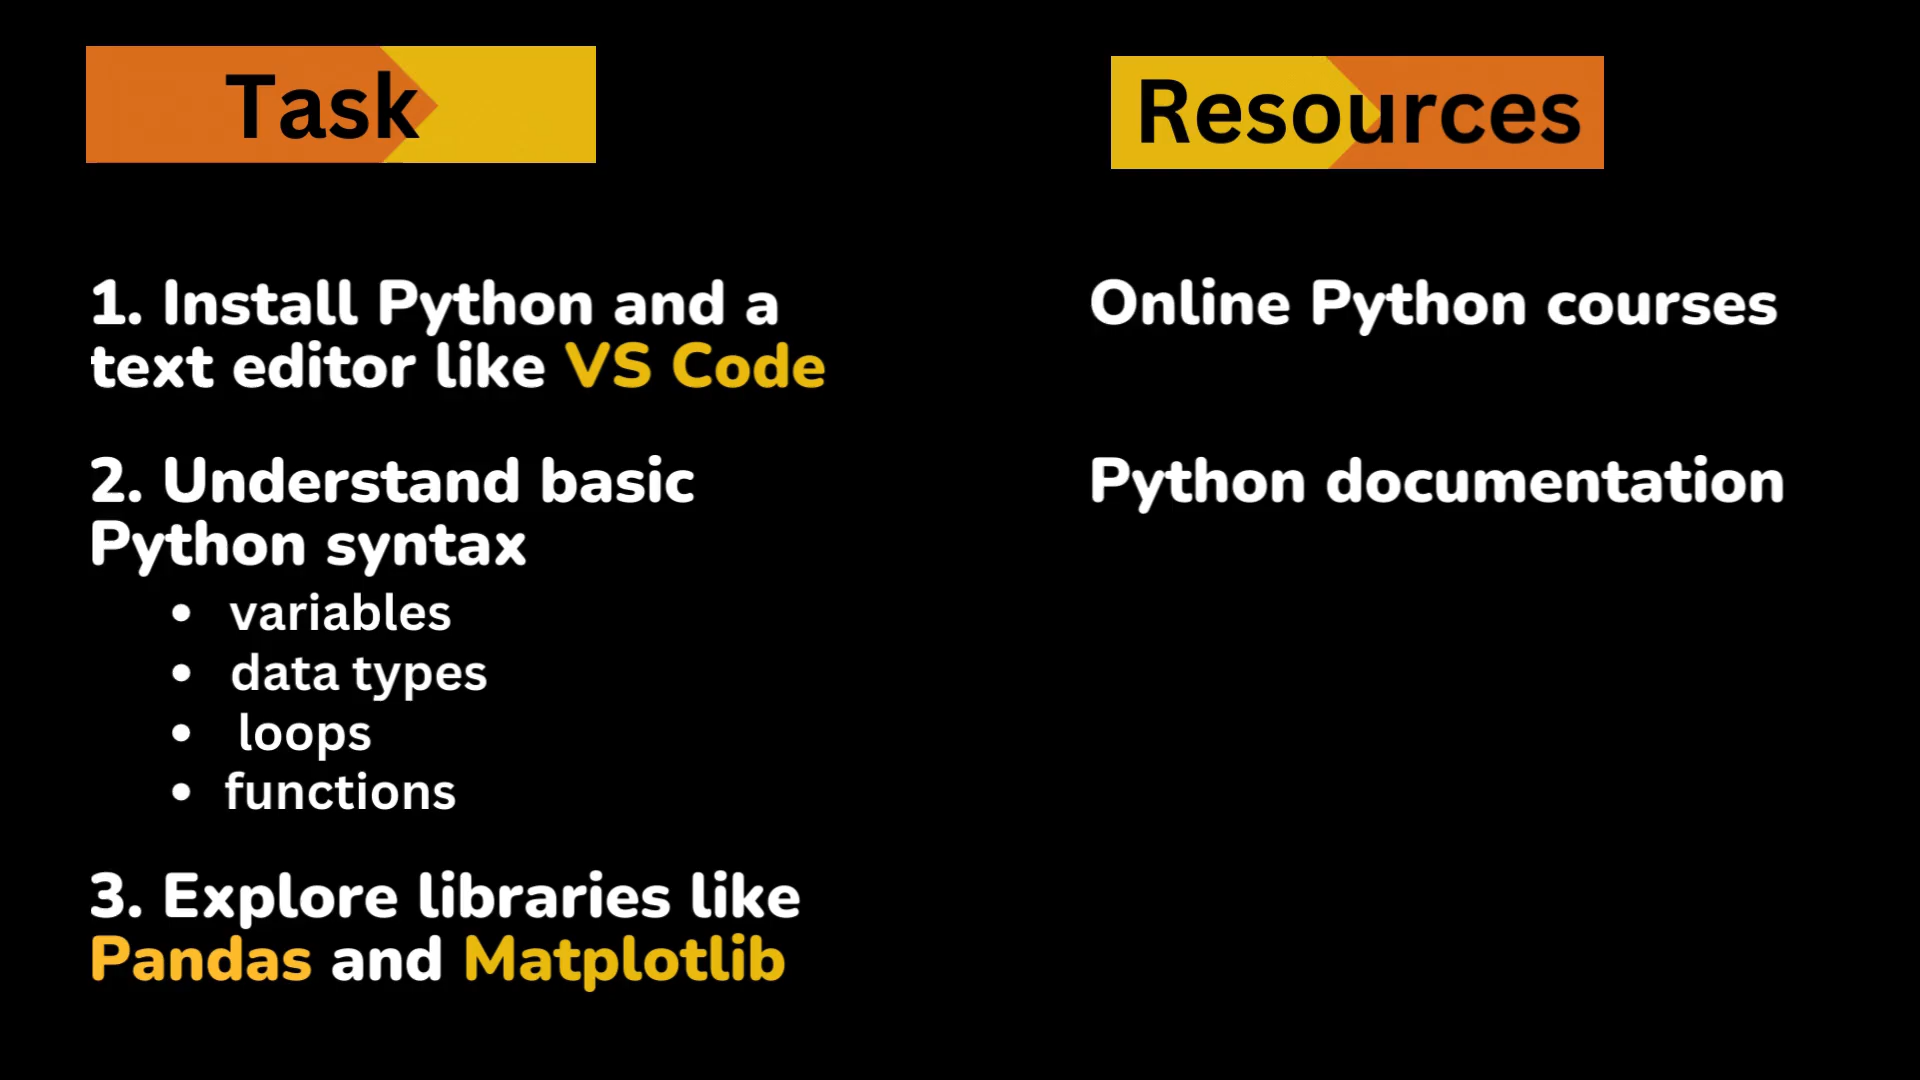 Task
Resources
1. Install Python and a
text editor like VS Code
Online Python courses
2. Understand basic
Python syntax
Python documentation
• variables
• data types
• loops
• functions
3. Explore libraries like
Pandas and Matplotlib